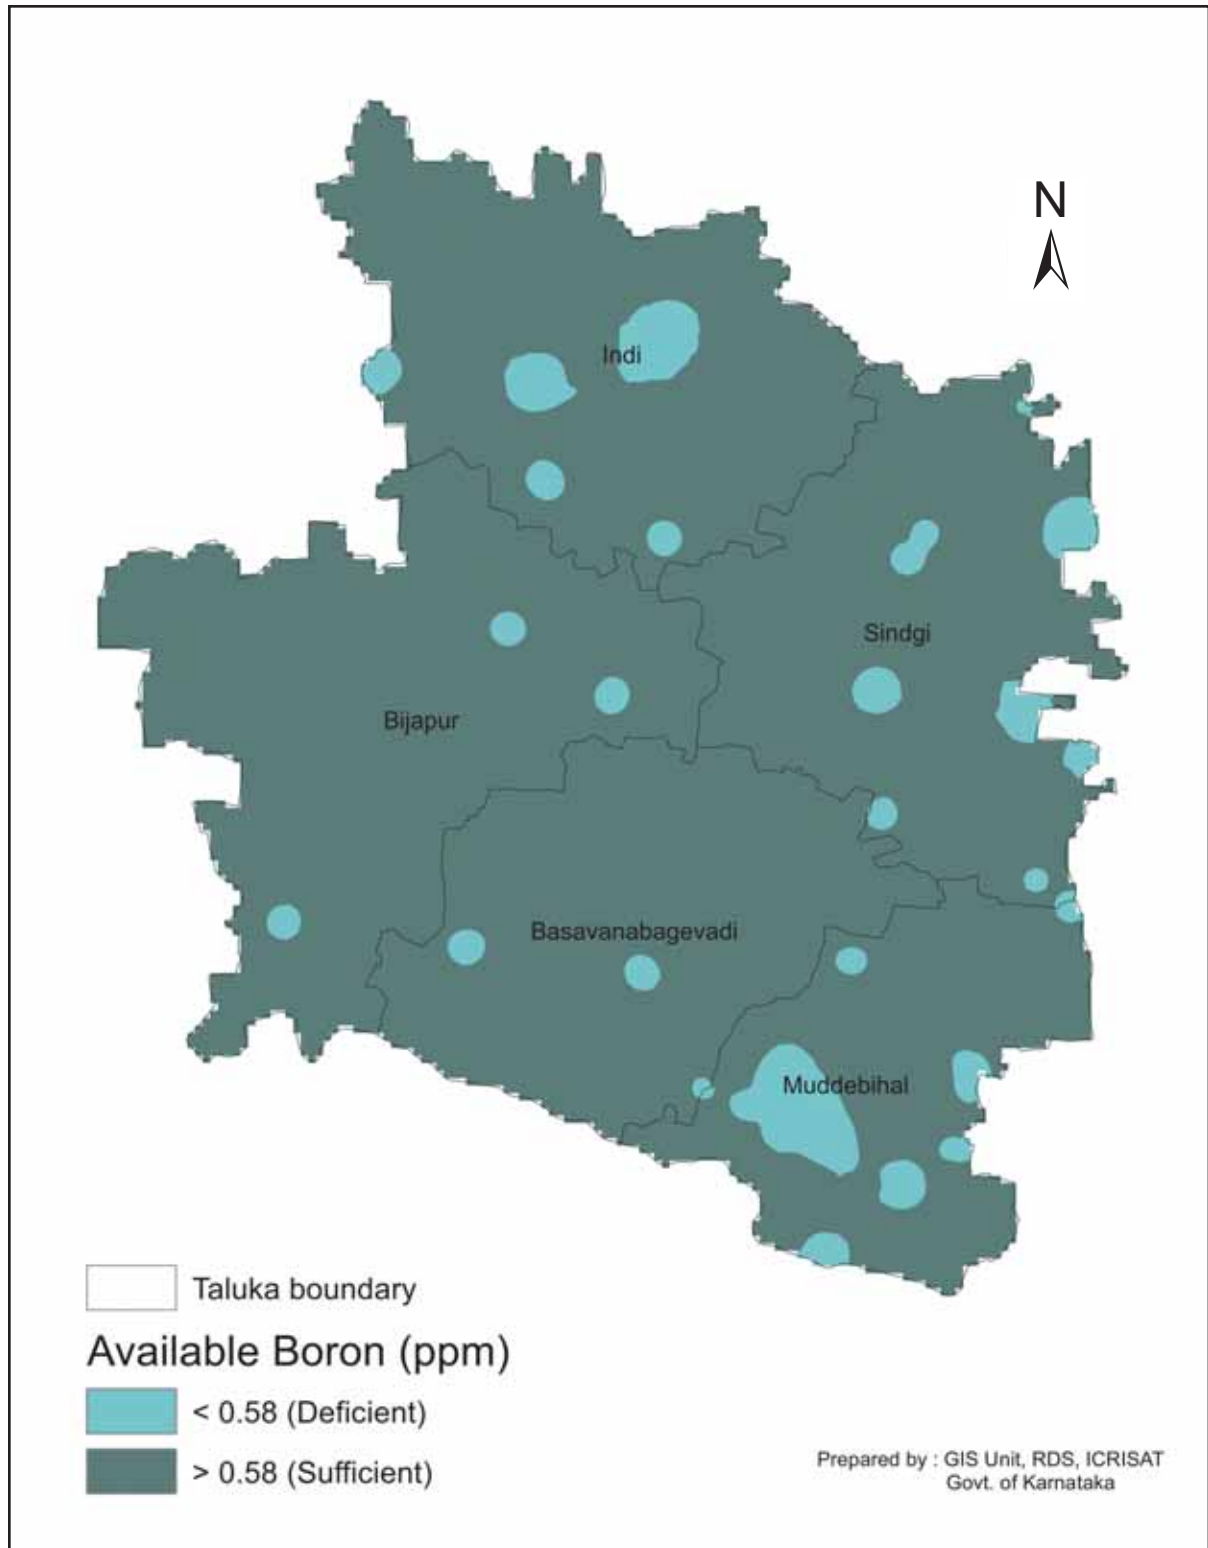 N
Indi
Sindgi
Bijapur
Basavanabagevadi
Muddebihal
Taluka boundary
Available Boron (ppm)
< 0.58 (Deficient)
> 0.58 (Sufficient)
Prepared by : GIS Unit, RDS, ICRISAT
Govt. of Karnataka